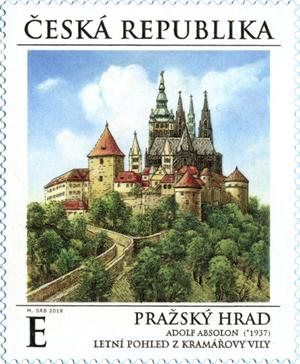 ČESKÁ REPUBLIKA
M. SRB 2019
E
PRAŽSKÝ HRAD
ADOLF ABSOLON (*1937)
LETNÍ POHLED Z KRAMÁŘOVY VILY